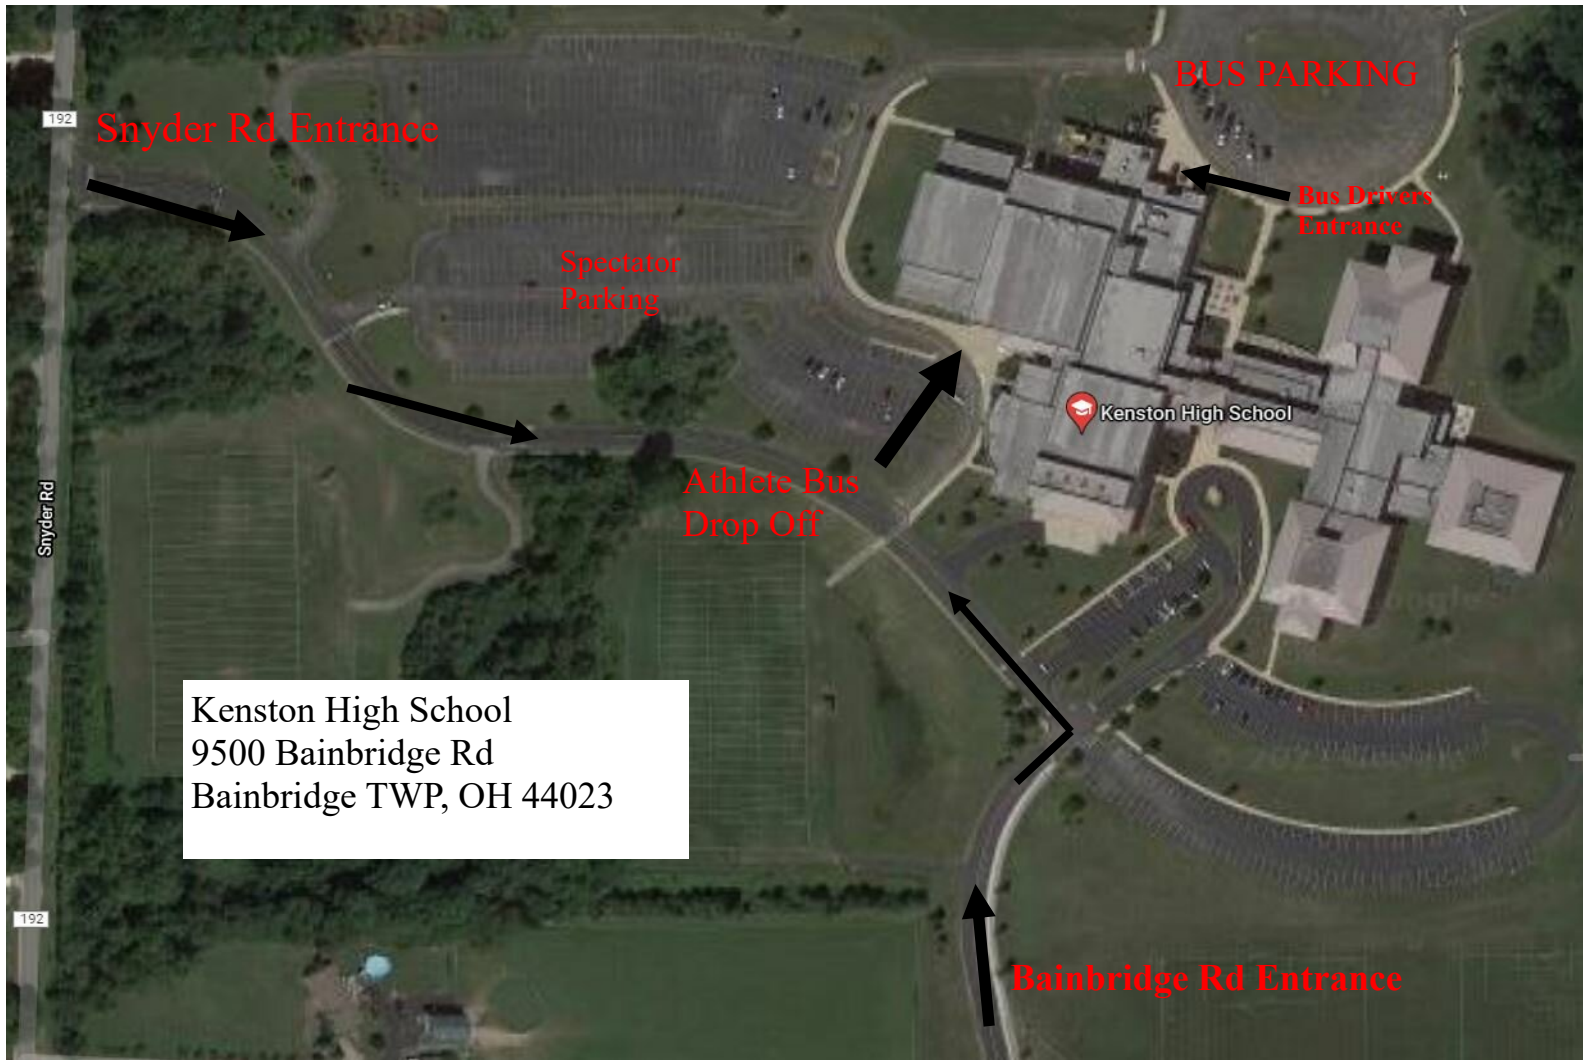 BUS PARKING
192
Snyder Rd Entrance
Bus Drivers
Entrance
Spectator
Parking
Kenston High School
Athlete Bus
Drop Off
Snyder Rd
Kenston High School
9500 Bainbridge Rd
Bainbridge TWP, OH 44023
192
Bainbridge Rd Entrance